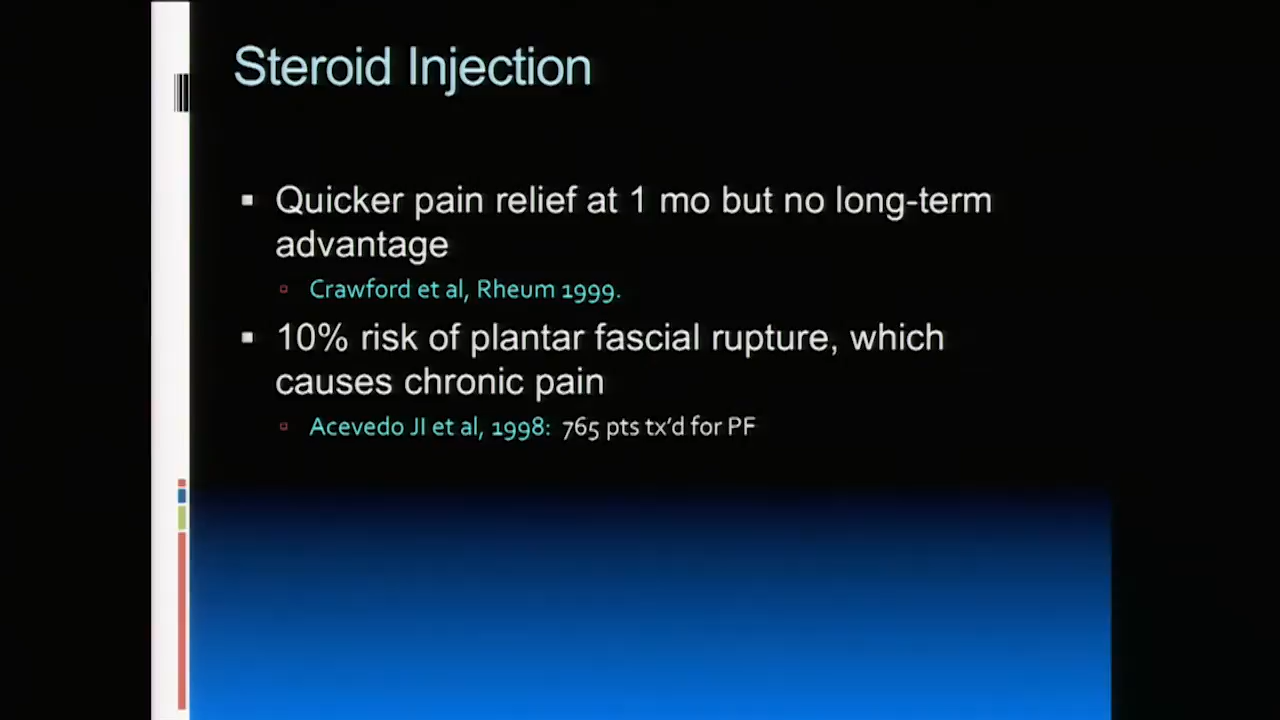 Steroid Injection
Quicker pain relief at 1 mo but no long-term
advantage
Crawford et al, Rheum 1999.
10% risk of plantar fascial rupture, which
causes chronic pain
Acevedo JI et al, 1998: 765 pts tx'd for PF